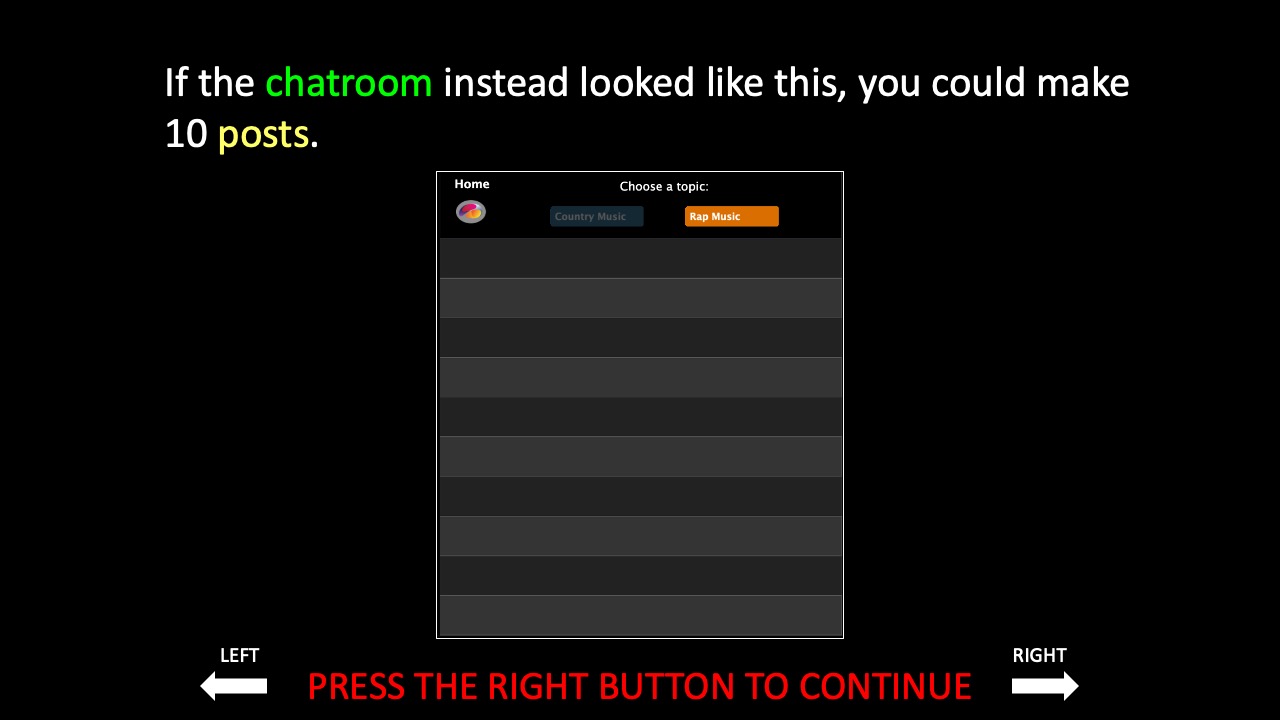 If the chatroom instead looked like this, you could make
10 posts.
Home
Choose a topic:
Country Music
Rap Music
LEFT
RIGHT
PRESS THE RIGHT BUTTON TO CONTINUE